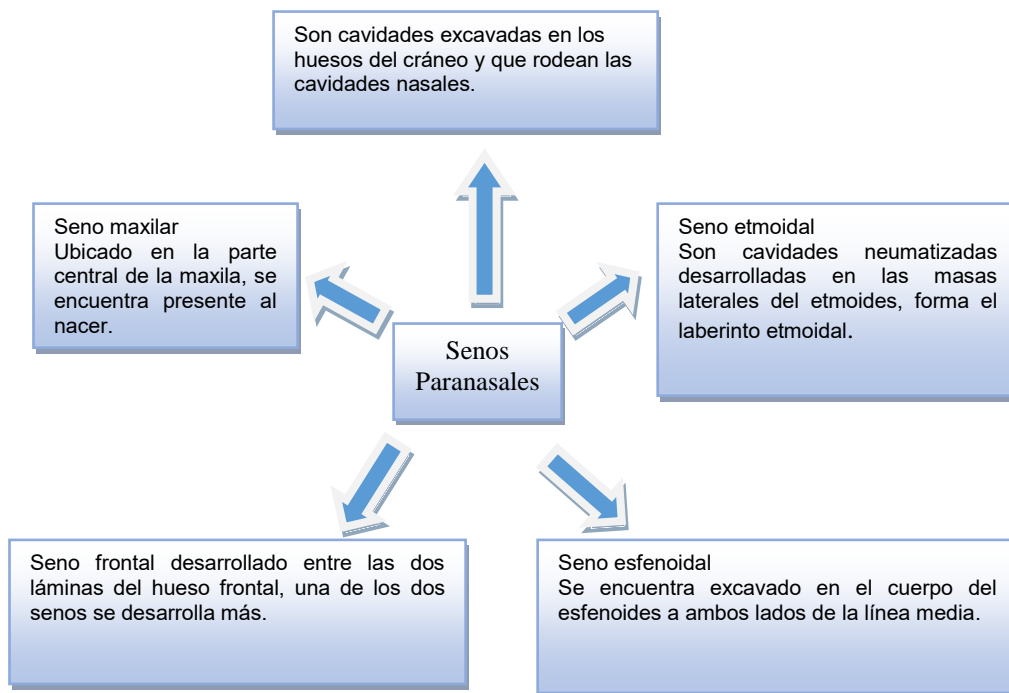 Son cavidades excavadas en los
huesos del cráneo y que rodean las
cavidades nasales.
Seno maxilar
Ubicado en la parte
central de la maxila, se
encuentra presente al
nacer.
Seno etmoidal
Son cavidades neumatizadas
desarrolladas en las masas
laterales del etmoides, forma el
laberinto etmoidal.
Senos
Paranasales
Seno frontal desarrollado entre las dos
láminas del hueso frontal, una de los dos
senos se desarrolla más.
Seno esfenoidal
Se encuentra excavado en el cuerpo del
esfenoides a ambos lados de la línea media.